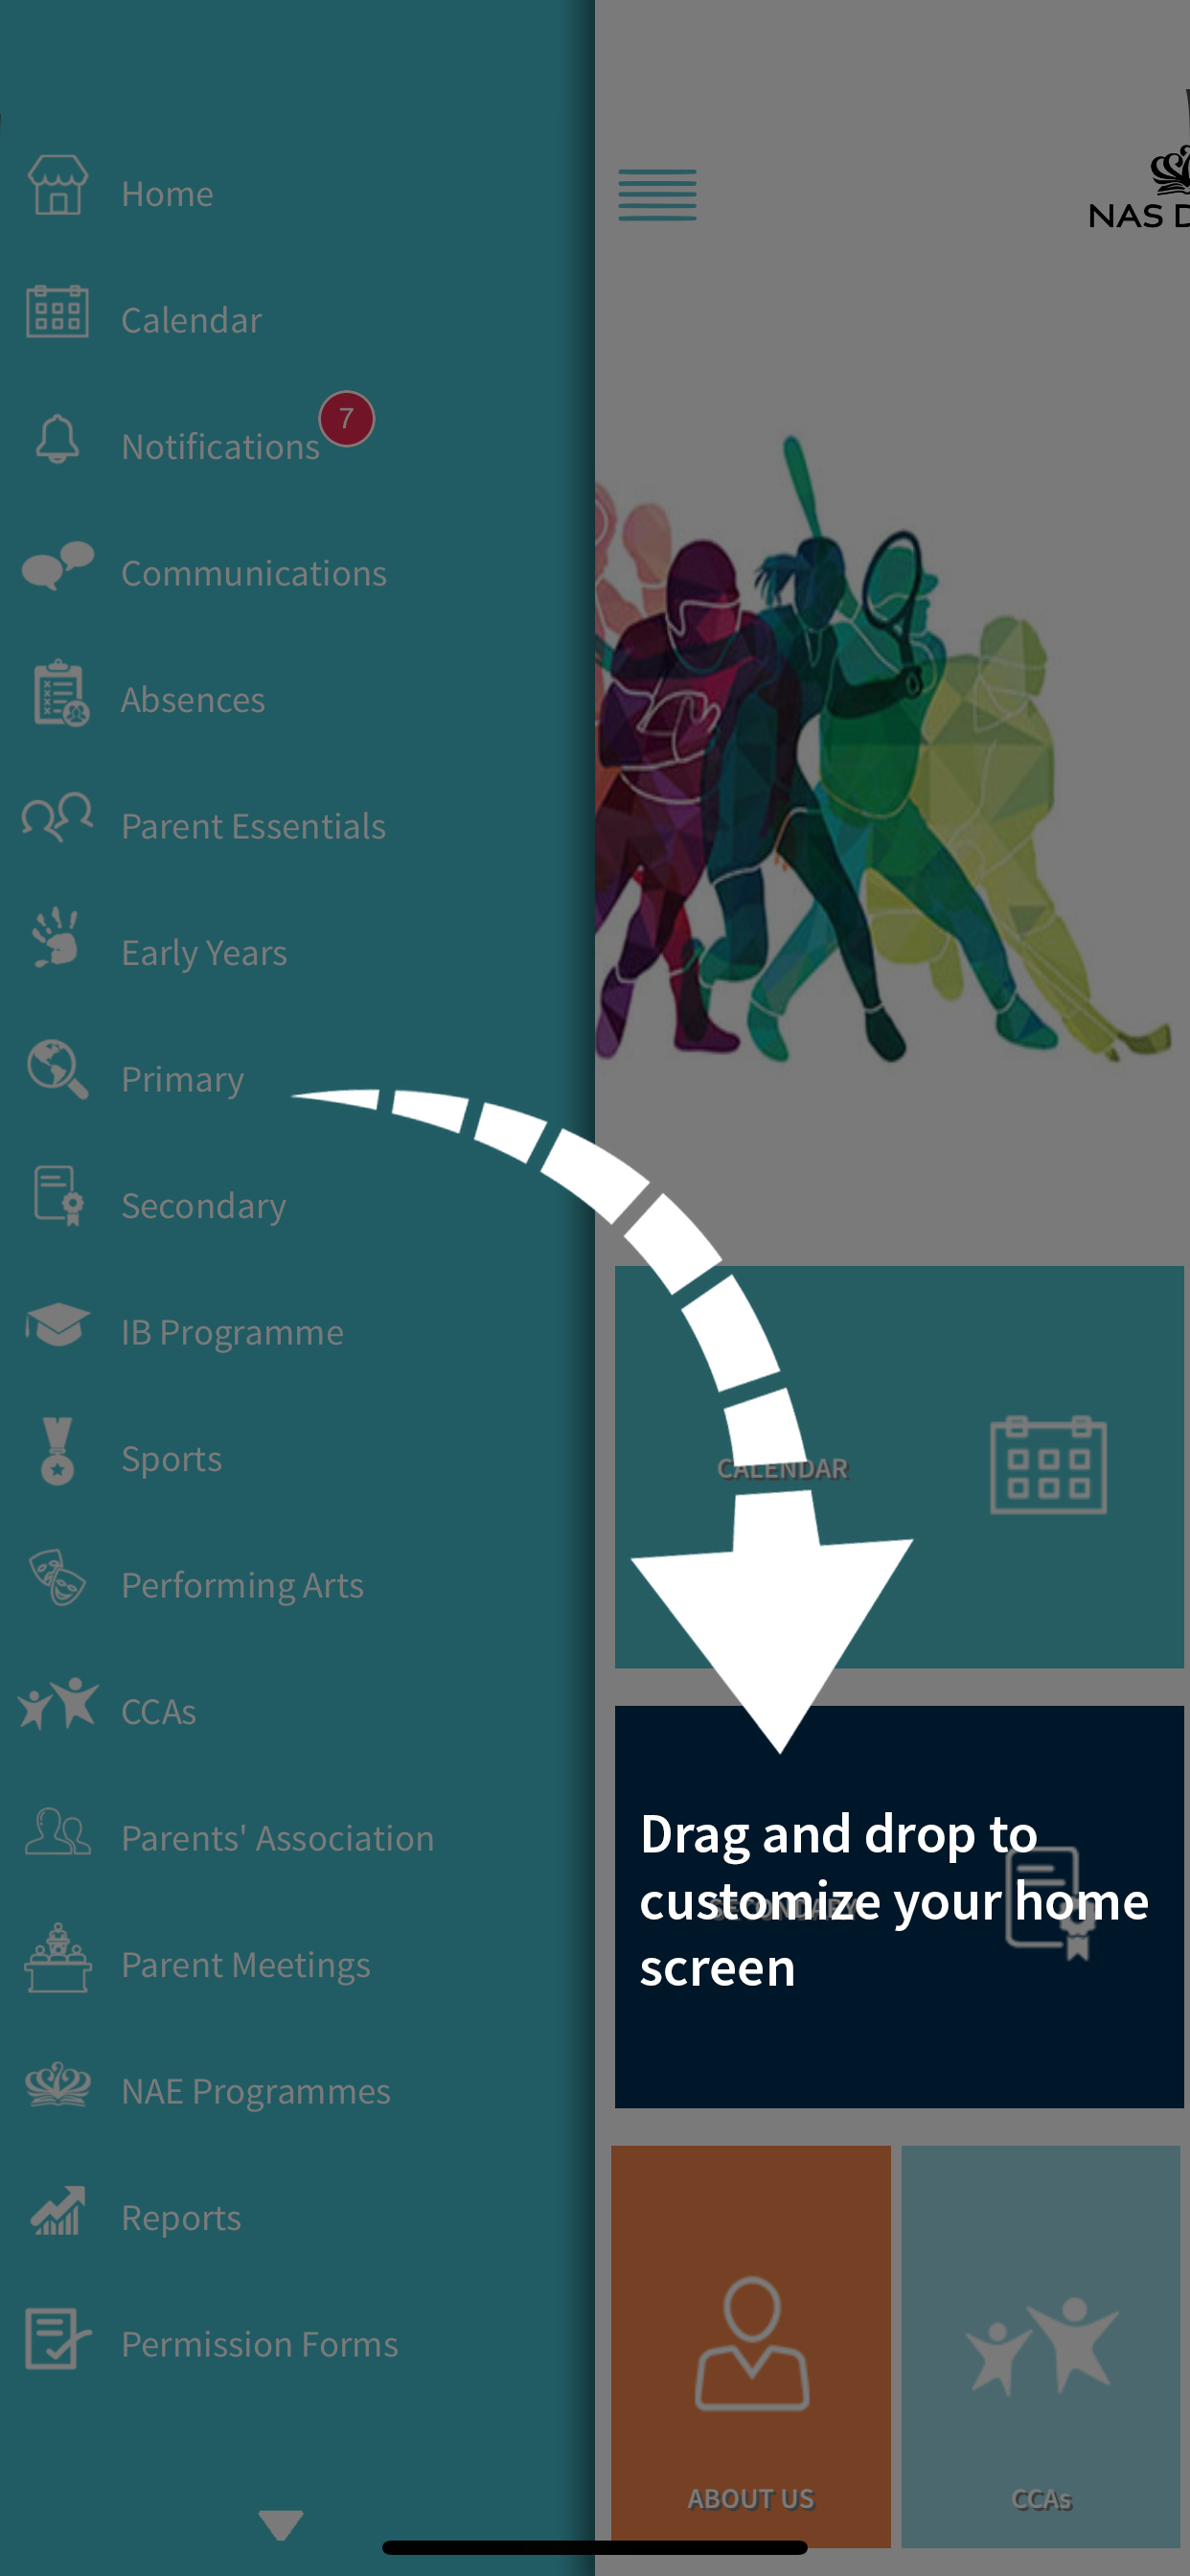 Home
Calendar
Notifications
7
Communications
Absences
Parent Essentials
Early Years
Primary
Secondary
IB Programme
Sports
Performing Arts
CCAs
Parents' Association
Parent Meetings
NAE Programmes
Reports
Permission Forms
NAS
CALENDAR
SECONDARY
Drag and drop to
customize your home
screen
ABOUT US
CCAs